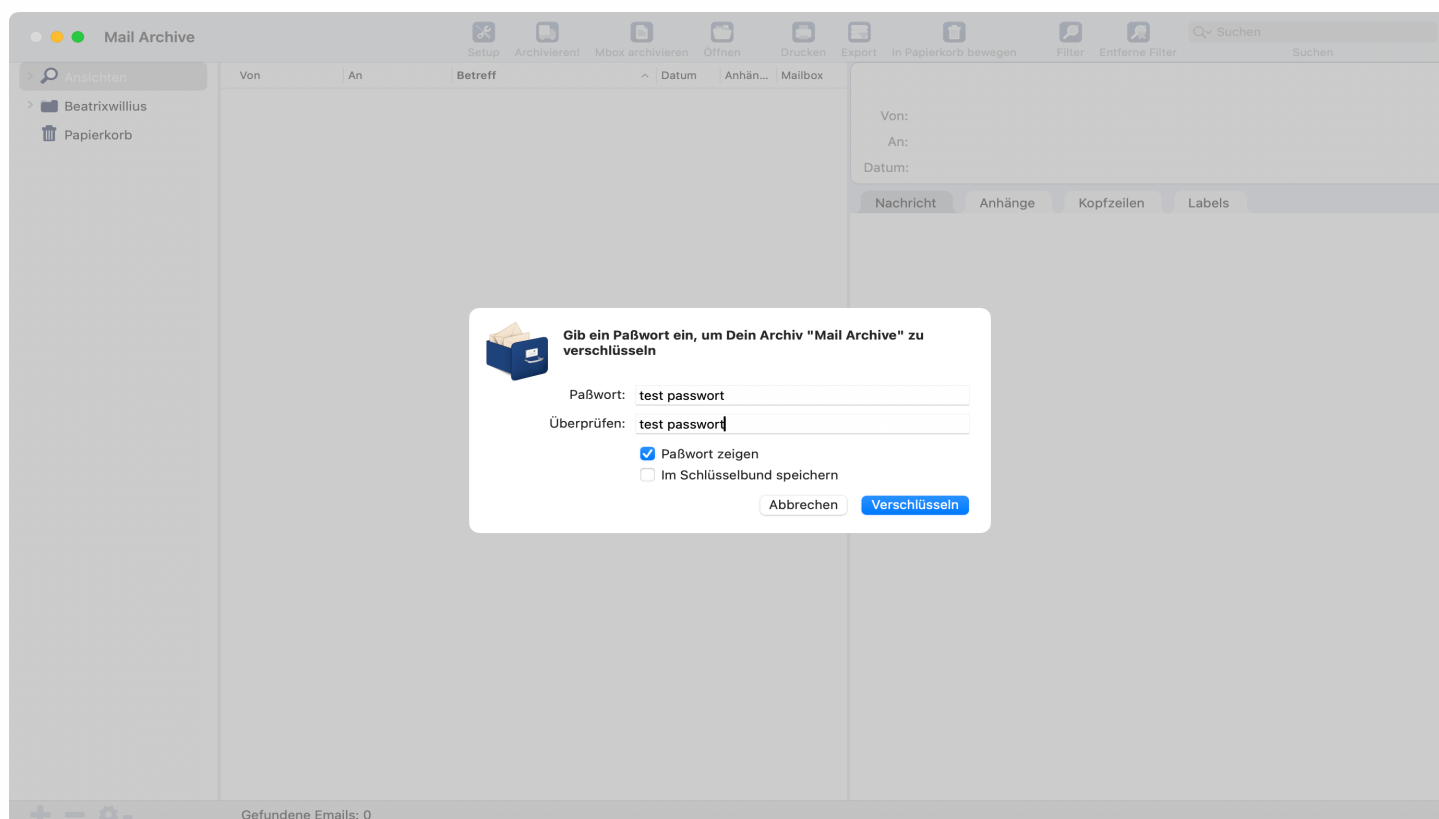 Mail Archive
Setup Archivieren! Mbox archivieren Öffnen Drucken Export In Papierkorb bewegen Filter Entferne Filter Suchen
Suchen
Ansichten
Beatrixwillius
Papierkorb
Von An Betreff Datum Anhän... Mailbox
Von:
An:
Datum:
Nachricht Anhänge Kopfzeilen Labels
Gib ein Paßwort ein, um Dein Archiv "Mail Archive" zu
verschlüsseln
Paßwort: test passwort
Überprüfen: test passwort
Paßwort zeigen
Im Schlüsselbund speichern
Abbrechen Verschlüsseln
Gefundene Emails: 0